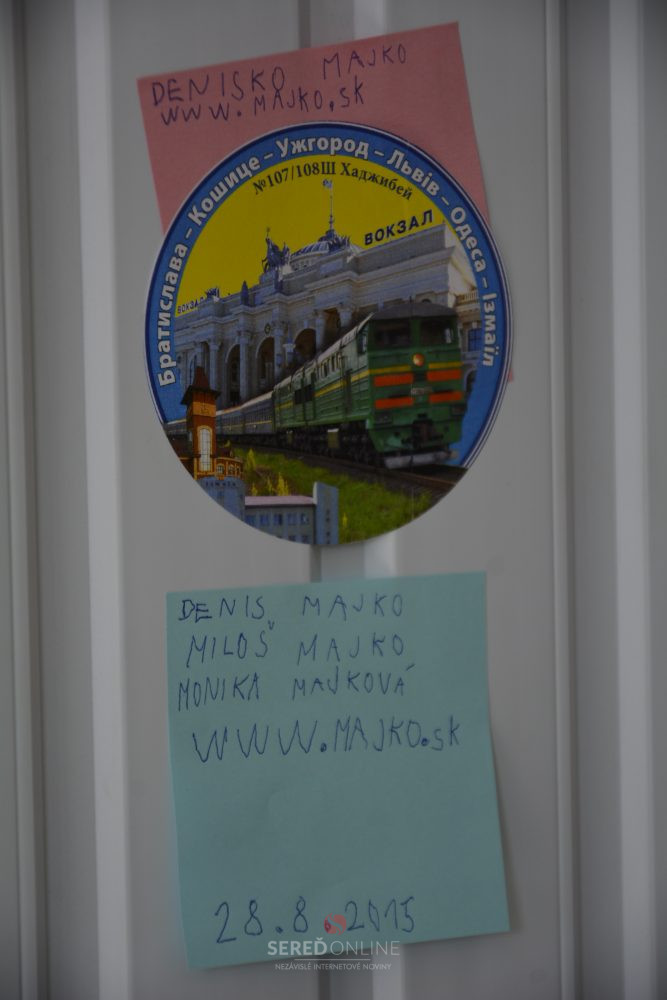 DENISKO MAJKO
WWW.MAJKO.SK
Братислава – Кошице – Ужгород – Львів – Одеса – Ізмаїл
№107/108Ш Хаджибей
ВОКЗАЛ
ВОКЗАЛ
DENIS MAJKO
MILOŠ MAJKO
MONIKA MAJKOVÁ
WWW.MAJKO.SK
28.8.2015
SEREĎONLINE
NEZÁVISLÉ INTERNETOVÉ NOVINY